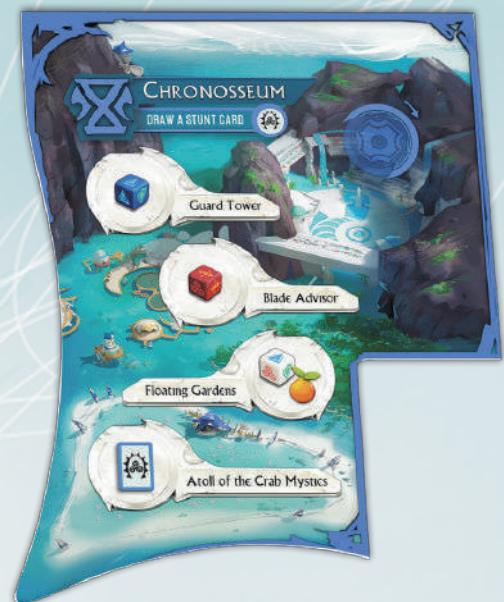 CHRONOSSEUM
DRAW A STUNT CARD
Guard Tower
Blade Advisor
Floating Gardens
Atoll of the Crab Mystics